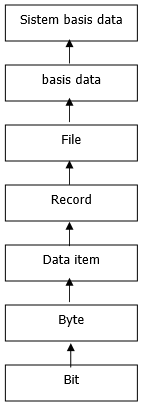 Sistem basis data
basis data
File
Record
Data item
Byte
Bit